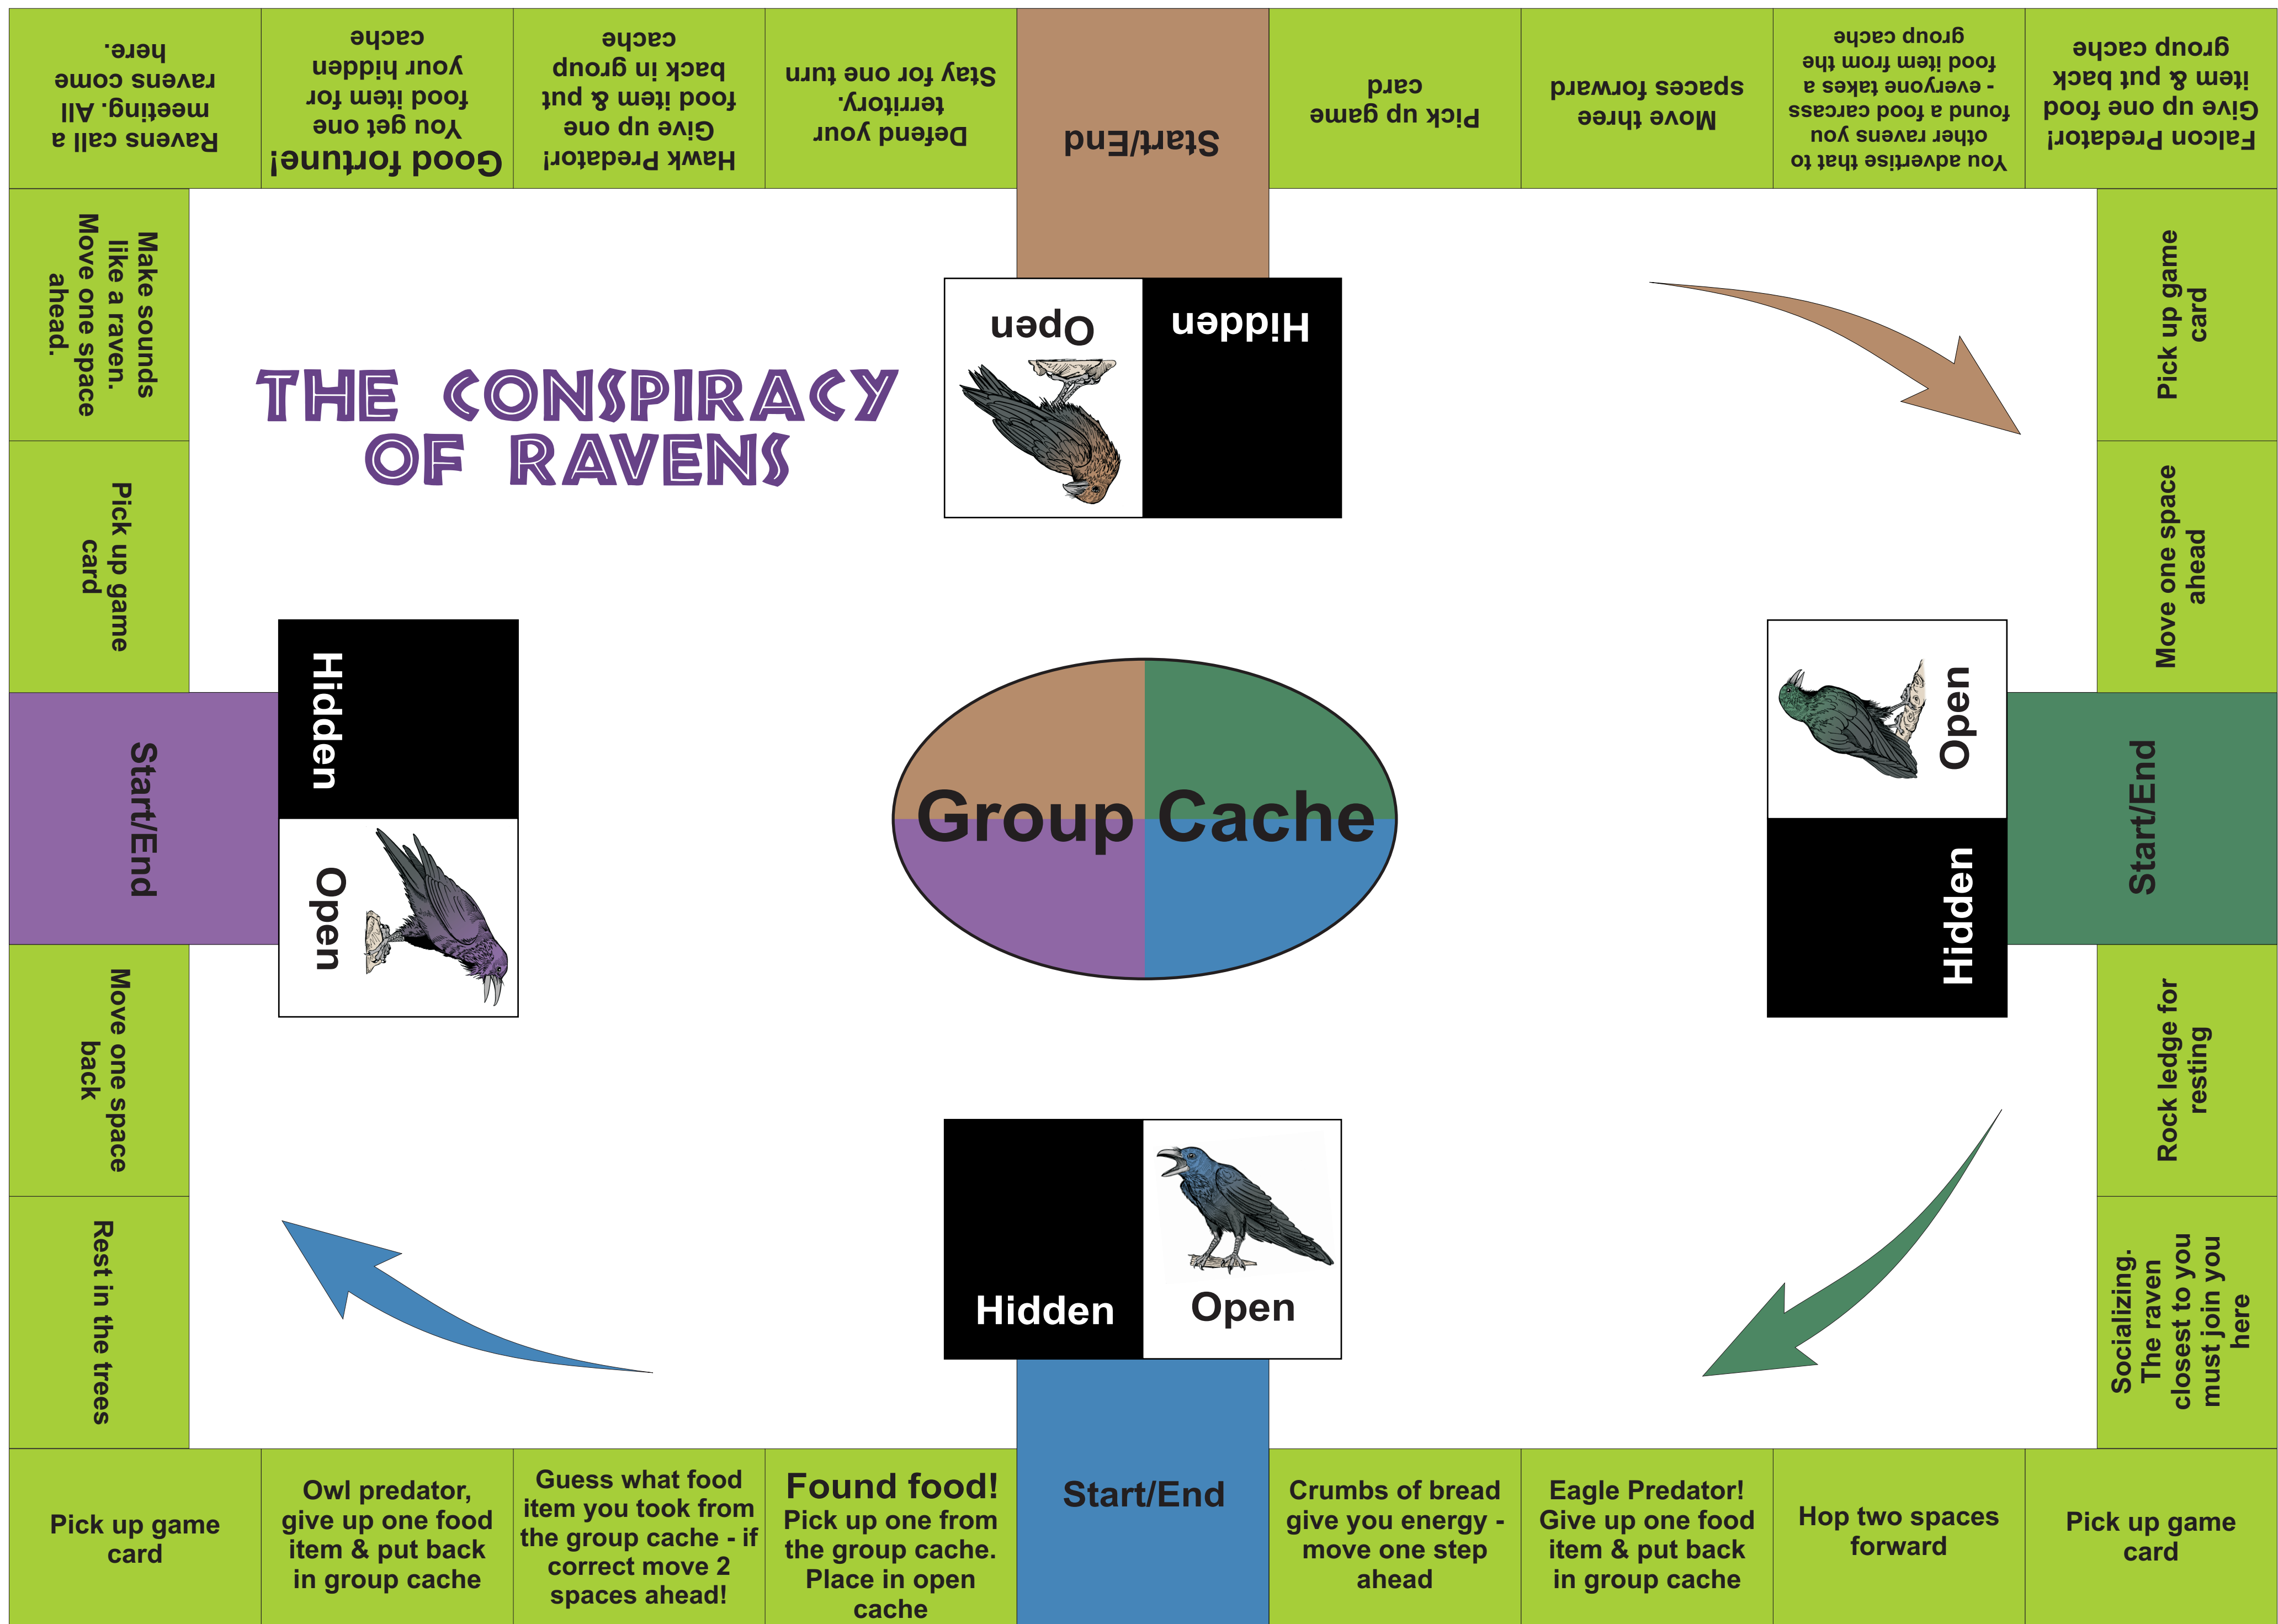 Ravens call a
meeting. All
ravens come
here.
Good fortune!
You get one
food item for
your hidden
cache
Hawk Predator!
Give up one
food item & put
back in group
cache
Defend your
territory.
Stay for one turn
Start/End
Pick up game
card
Move three
spaces forward
You advertise that to
other ravens you
found a food carcass
- everyone takes a
food item from the
group cache
Falcon Predator!
Give up one food
item & put back
group cache
Make sounds
like a raven.
Move one space
ahead.
THE CONSPIRACY
OF RAVENS
Hidden
Open
Pick up game
card
Pick up game
card
Move one space
ahead
Start/End
Hidden
Open
Group Cache
Open
Hidden
Start/End
Move one space
back
Rest in the trees
Rock ledge for
resting
Socializing.
The raven
closest to you
must join you
here
Hidden
Open
Pick up game
card
Owl predator,
give up one food
item & put back
in group cache
Guess what food
item you took from
the group cache - if
correct move 2
spaces ahead!
Found food!
Pick up one from
the group cache.
Place in open
cache
Start/End
Crumbs of bread
give you energy -
move one step
ahead
Eagle Predator!
Give up one food
item & put back
in group cache
Hop two spaces
forward
Pick up game
card